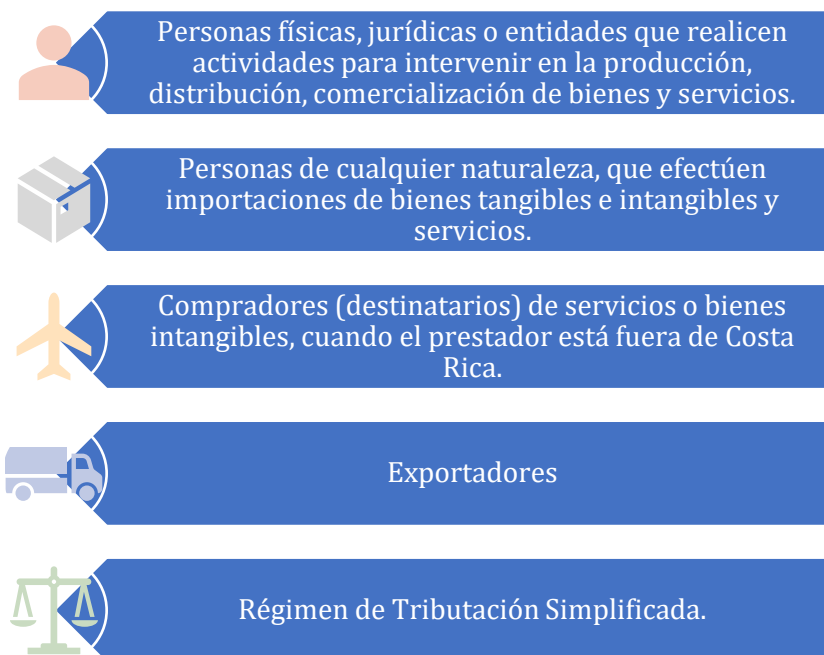 Personas físicas, jurídicas o entidades que realicen
actividades para intervenir en la producción,
distribución, comercialización de bienes y servicios.
Personas de cualquier naturaleza, que efectúen
importaciones de bienes tangibles e intangibles y
servicios.
Compradores (destinatarios) de servicios o bienes
intangibles, cuando el prestador está fuera de Costa
Rica.
Exportadores
Régimen de Tributación Simplificada.